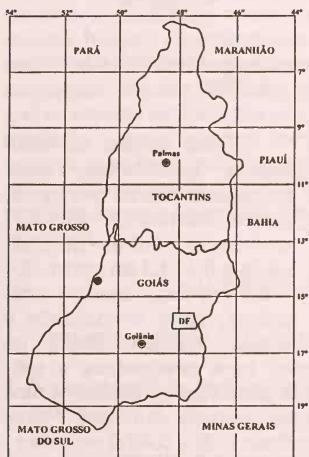 54° 50° 48° 46° 44°
PARÁ MARANHÃO
7°
9°
Palmas
PIAUÍ
11°
TOCANTINS
MATO GROSSO BAHIA
13°
GOIÁS
15°
DF
Goiânia
17°
19°
MATO GROSSO
DO SUL MINAS GERAIS